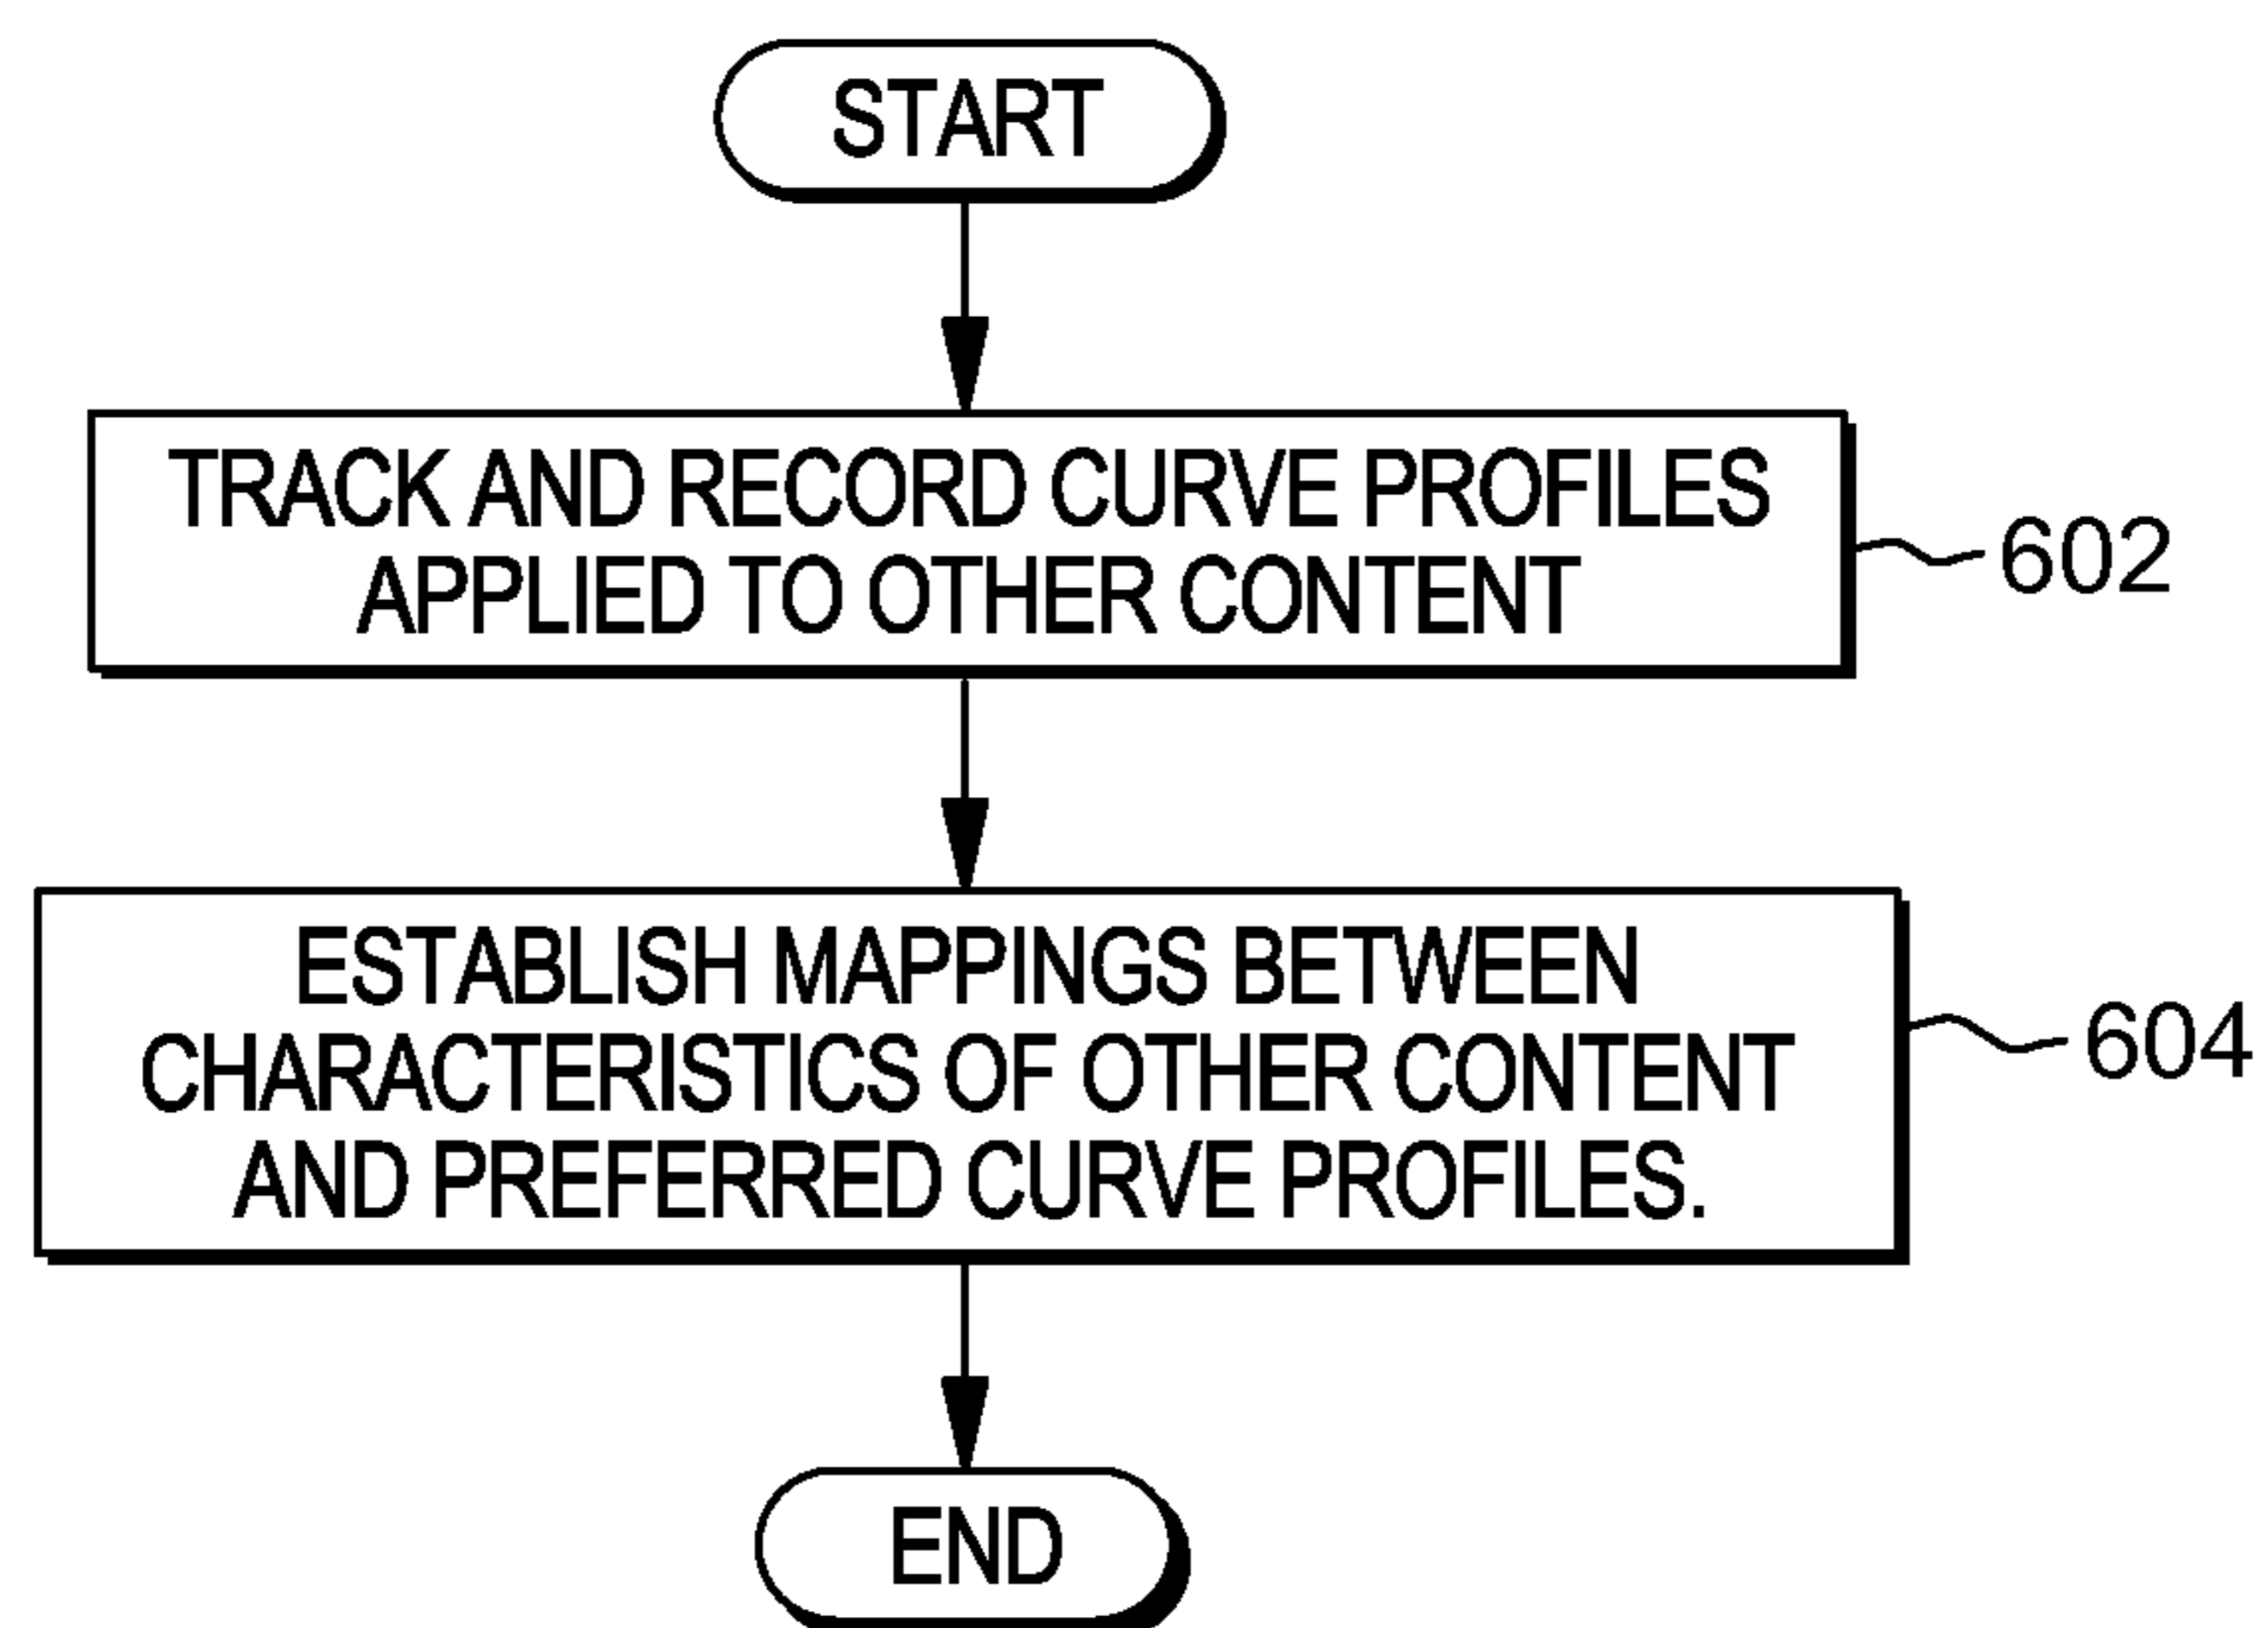 START
TRACK AND RECORD CURVE PROFILES
APPLIED TO OTHER CONTENT
602
ESTABLISH MAPPINGS BETWEEN
CHARACTERISTICS OF OTHER CONTENT
AND PREFERRED CURVE PROFILES.
604
END